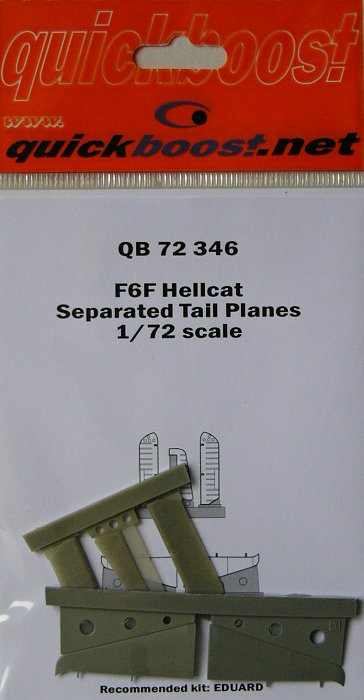 quickboost
www.
quickboost.net
QB 72 346
F6F Hellcat
Separated Tail Planes
1/72 scale
Recommended kit: EDUARD